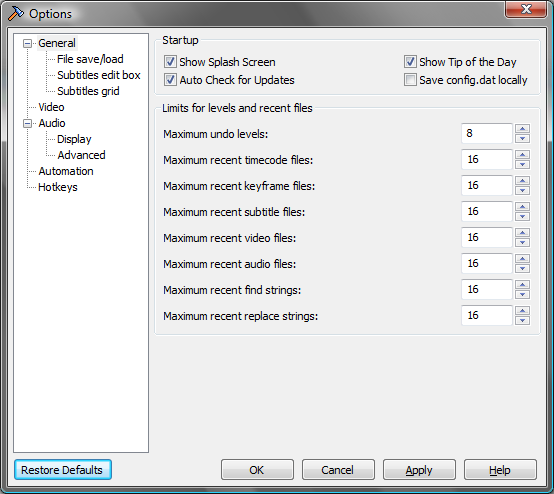 Options
General
File save/load
Subtitles edit box
Subtitles grid
Video
Audio
Display
Advanced
Automation
Hotkeys
Startup
Show Splash Screen
Show Tip of the Day
Auto Check for Updates
Save config.dat locally
Limits for levels and recent files
Maximum undo levels: 8
Maximum recent timecode files: 16
Maximum recent keyframe files: 16
Maximum recent subtitle files: 16
Maximum recent video files: 16
Maximum recent audio files: 16
Maximum recent find strings: 16
Maximum recent replace strings: 16
Restore Defaults OK Cancel Apply Help